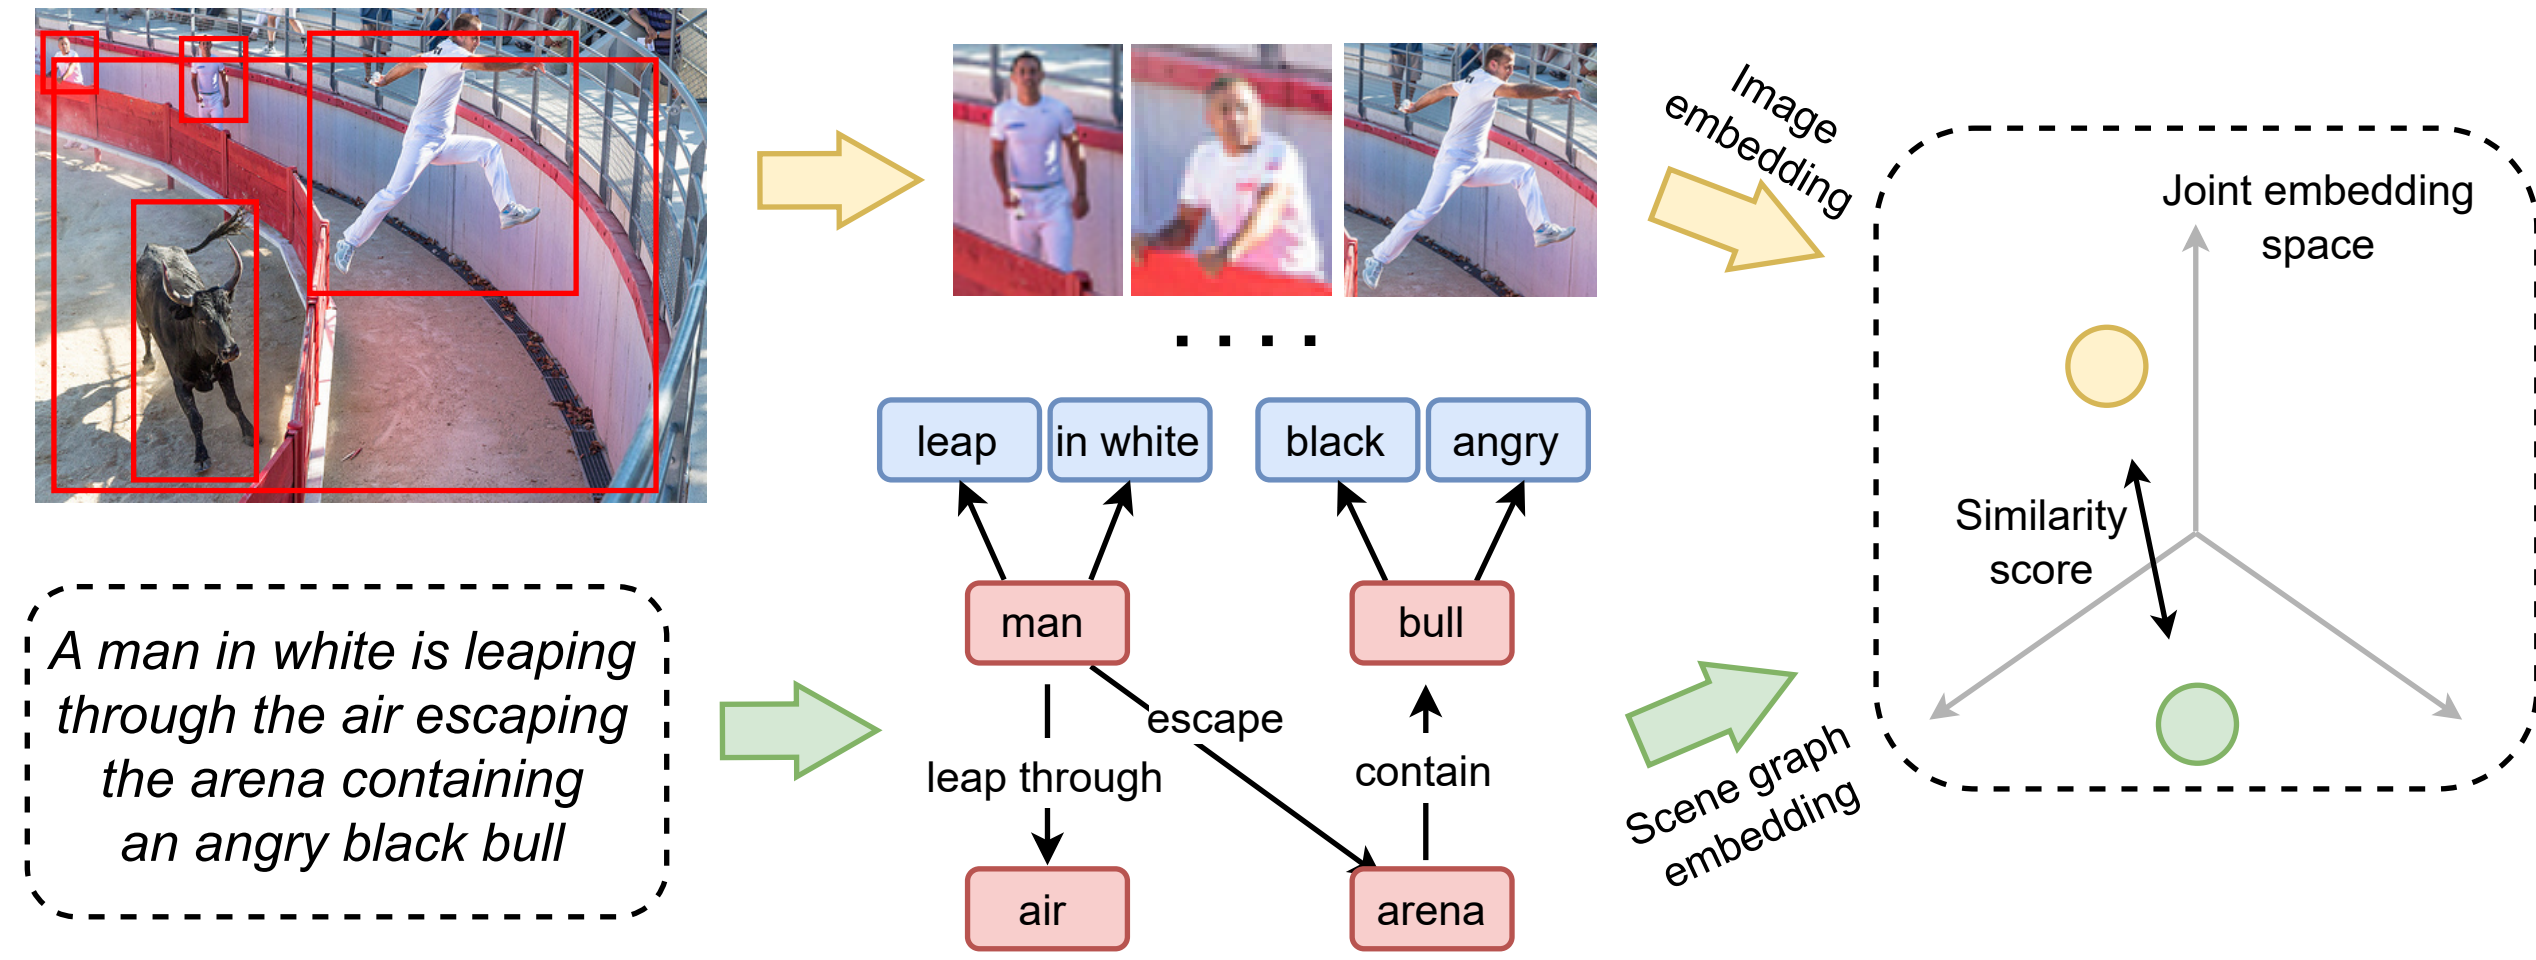 Image
embedding
Joint embedding
space
leap
in white
black
angry
Similarity
score
man
bull
A man in white is leaping
through the air escaping
the arena containing
an angry black bull
escape
leap through
contain
Scene graph
embedding
air
arena